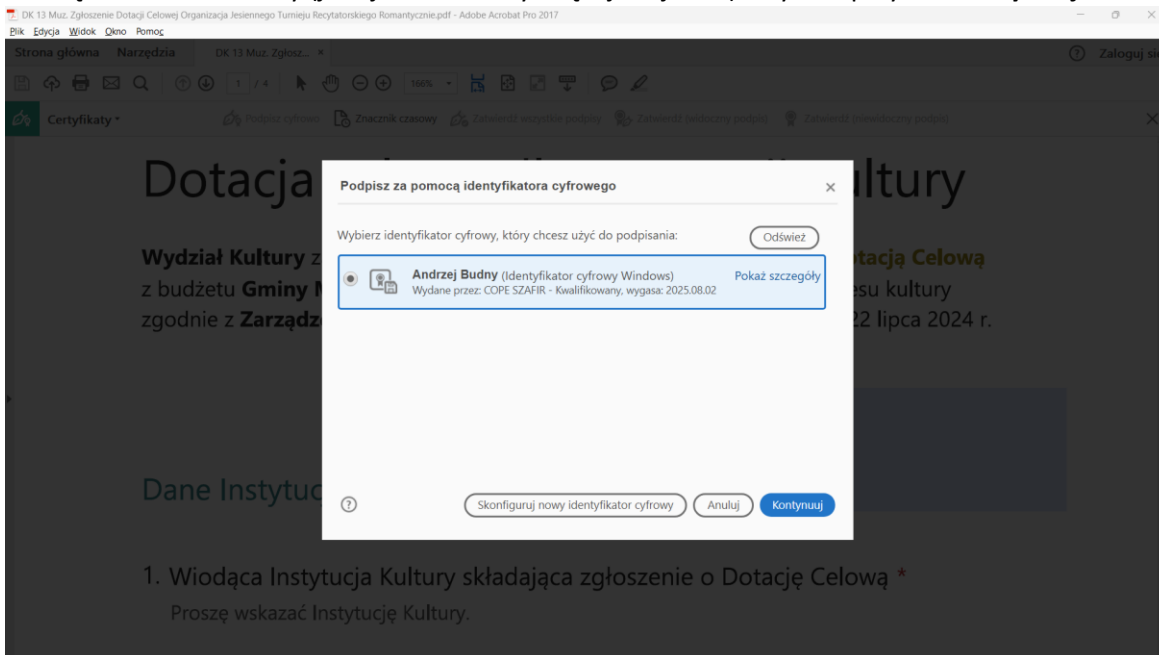 DK 13 Muz. Zgłoszenie Dotacji Celowej Organizacja Jesiennego Turnieju Recytatorskiego Romantycznie.pdf - Adobe Acrobat Pro 2017
Plik Edycja Widok Okno Pomoc
Strona główna Narzędzia DK 13 Muz. Zgłosz... × Zaloguj się
1 / 4 166%
Certyfikaty Podpisz cyfrowo Znacznik czasowy Zatwierdź wszystkie podpisy Zatwierdź (widoczny podpis) Zatwierdź (niewidoczny podpis)
Dotacja ltury
Podpisz za pomocą identyfikatora cyfrowego
Wybierz identyfikator cyfrowy, który chcesz użyć do podpisania: Odśwież
Wydział Kultury z tacją Celową
Andrzej Budny (Identyfikator cyfrowy Windows) Pokaż szczegóły
Wydane przez: COPE SZAFIR - Kwalifikowany, wygasa: 2025.08.02
z budżetu Gminy esu kultury
zgodnie z Zarządz 22 lipca 2024 r.
Dane Instytuc
Skonfiguruj nowy identyfikator cyfrowy Anuluj Kontynuuj
1. Wiodąca Instytucja Kultury składająca zgłoszenie o Dotację Celową *
Proszę wskazać Instytucję Kultury.